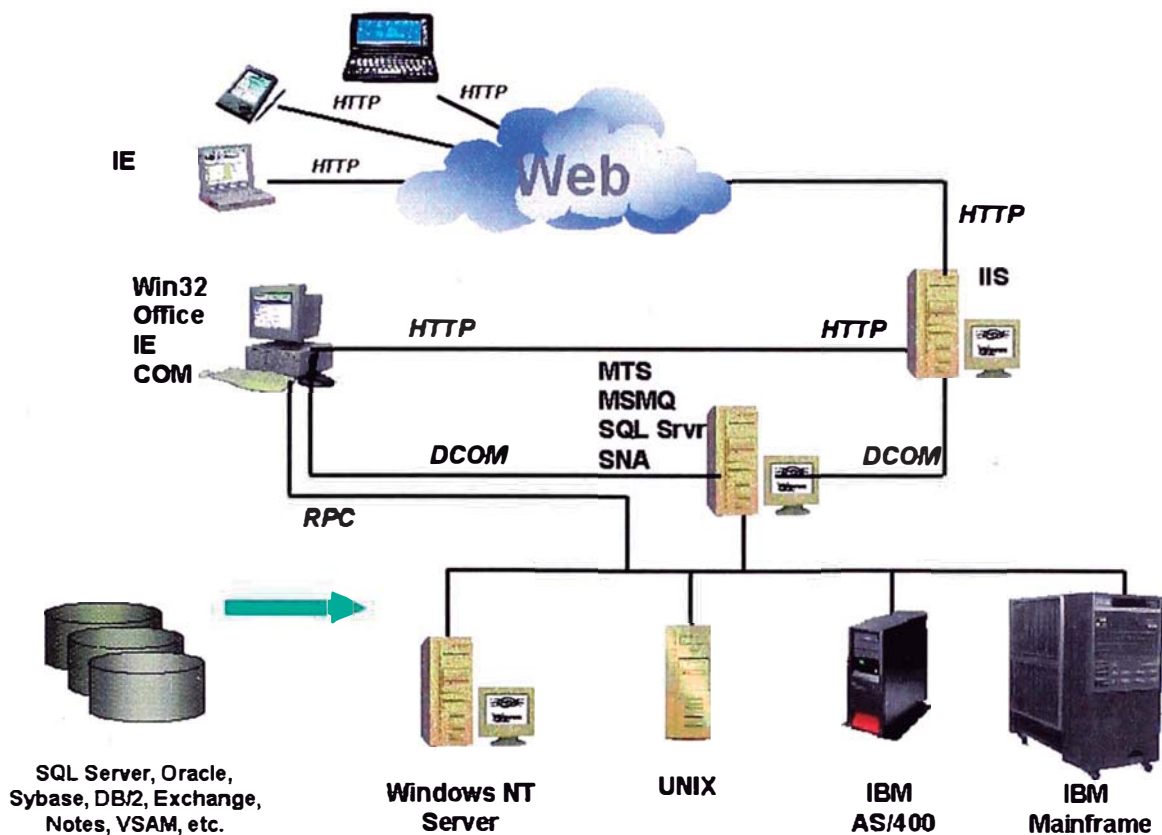 HTTP
HTTP
IE
HTTP
Web
HTTP
IIS
Win32
Office
IE
COM
HTTP
HTTP
MTS
MSMQ
SQL Srvr
SNA
DCOM
DCOM
RPC
SQL Server, Oracle,
Sybase, DB/2, Exchange,
Notes, VSAM, etc.
Windows NT
Server
UNIX
IBM
AS/400
IBM
Mainframe